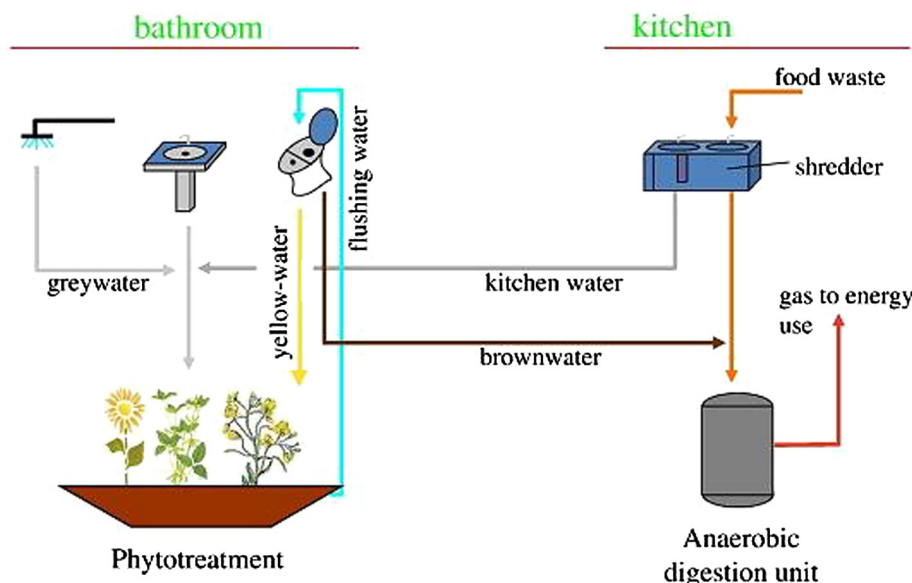 bathroom
kitchen
food waste
flushing water
shredder
greywater
yellow-water
kitchen water
gas to energy
use
brownwater
Phytotreatment
Anaerobic
digestion unit